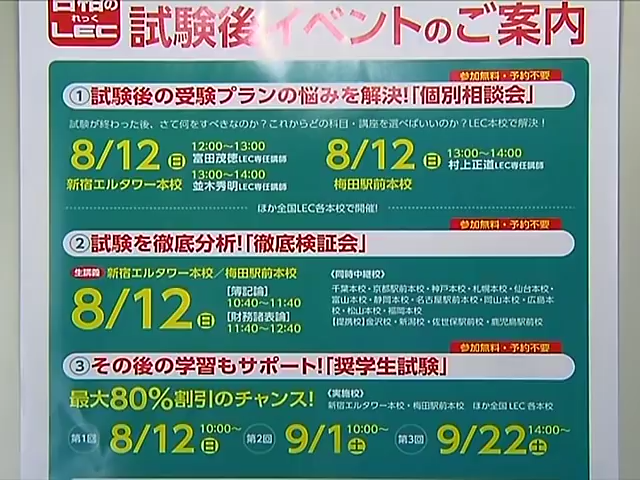 合格の
れっく
LEC
試験後イベントのご案内
参加無料・予約不要
①試験後の受験プランの悩みを解決!「個別相談会」
試験が終わった後、さて何をすべきなのか?これからどの科目・講座を選べばいいのか?LEC本校で解決!
8/12日
12:00~13:00
富田茂徳LEC専任講師
13:00~14:00
並木秀明LEC専任講師
新宿エルタワー本校
8/12日
13:00~14:00
村上正道LEC専任講師
梅田駅前本校
ほか全国LEC各本校で開催!
参加無料・予約不要
②試験を徹底分析!「徹底検証会」
生講義 新宿エルタワー本校/梅田駅前本校
8/12日
[簿記論]
10:40~11:40
[財務諸表論]
11:40~12:40
〈同時中継校〉
千葉本校・京都駅前本校・神戸本校・札幌本校・仙台本校・
富山本校・静岡本校・名古屋駅前本校・岡山本校・広島本
校・松山本校・福岡本校
【提携校】金沢校・新潟校・佐世保駅前校・鹿児島駅前校
参加無料・予約不要
③その後の学習もサポート!「奨学生試験」
最大80%割引のチャンス!
〈実施校〉
新宿エルタワー本校・梅田駅前本校 ほか全国LEC各本校
第1回 8/12日 10:00~
第2回 9/1土 10:00~
第3回 9/22土 14:00~